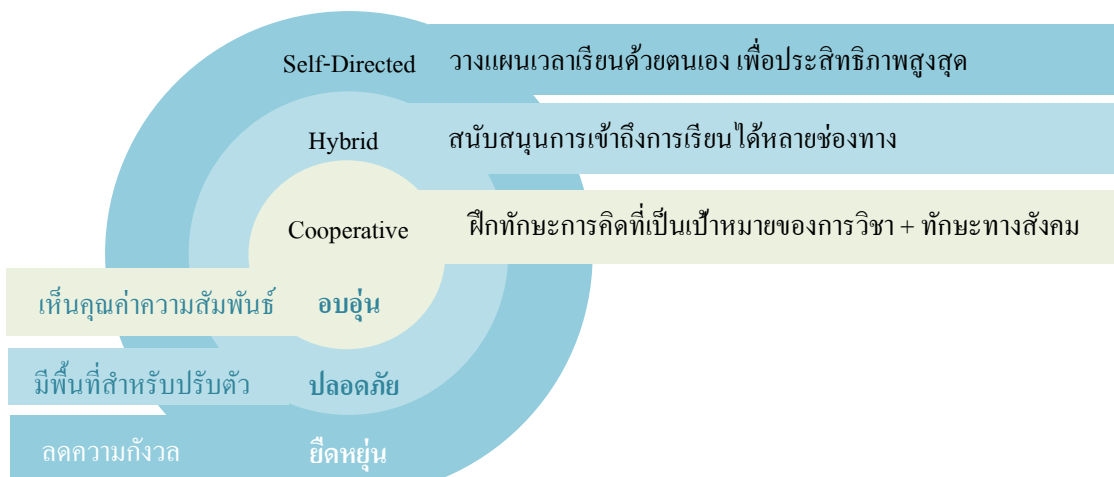 Self-Directed วางแผนเวลาเรียนด้วยตนเอง เพื่อประสิทธิภาพสูงสุด
Hybrid สนับสนุนการเข้าถึงการเรียนได้หลายช่องทาง
Cooperative ฝึกทักษะการคิดที่เป็นเป้าหมายของการวิชา + ทักษะทางสังคม
เห็นคุณค่าความสัมพันธ์ อบอุ่น
มีพื้นที่สำหรับปรับตัว ปลอดภัย
ลดความกังวล ยืดหยุ่น